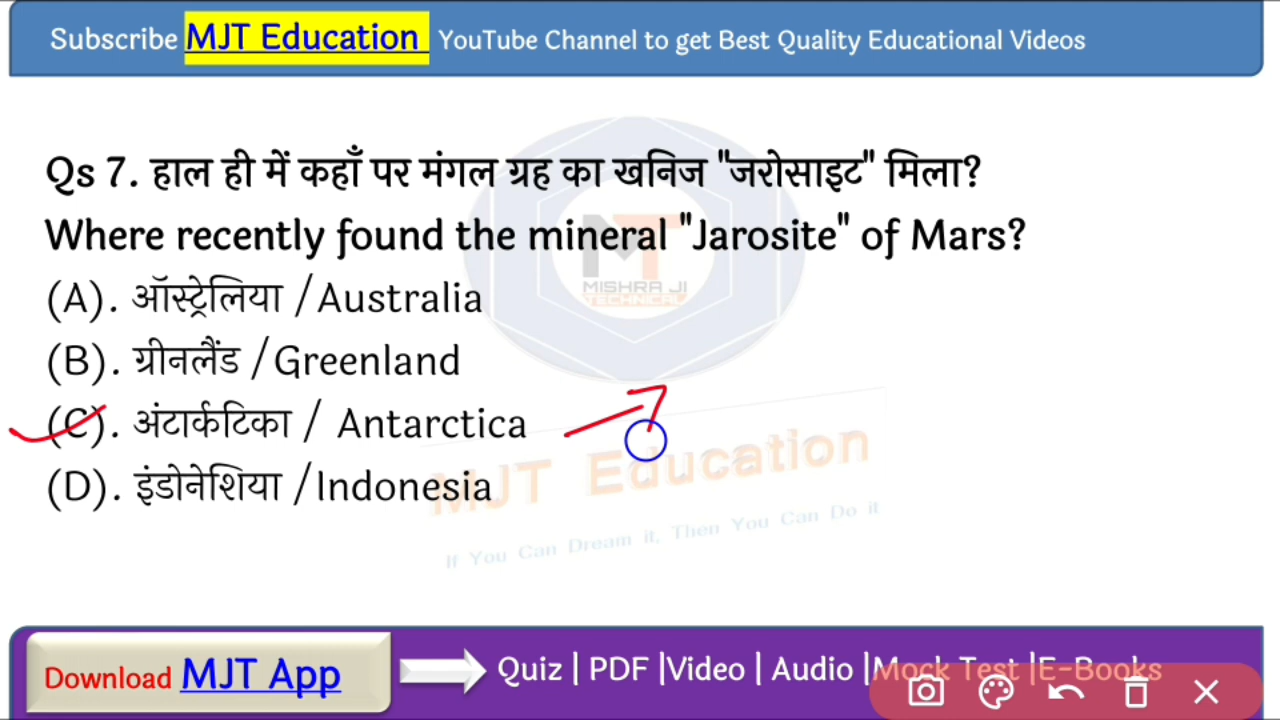 Subscribe MJT Education YouTube Channel to get Best Quality Educational Videos
Qs 7. हाल ही में कहाँ पर मंगल ग्रह का खनिज "जरोसाइट" मिला?
Where recently found the mineral "Jarosite" of Mars?
MISHRA JI
TECHNICAL
(A). ऑस्ट्रेलिया /Australia
(B). ग्रीनलैंड /Greenland
(C). अंटार्कटिका / Antarctica
(D). इंडोनेशिया /Indonesia
MJT Education
If You Can Dream it, Then You Can Do it
Download MJT App
Quiz | PDF |Video | Audio |Mock Test |E-Books